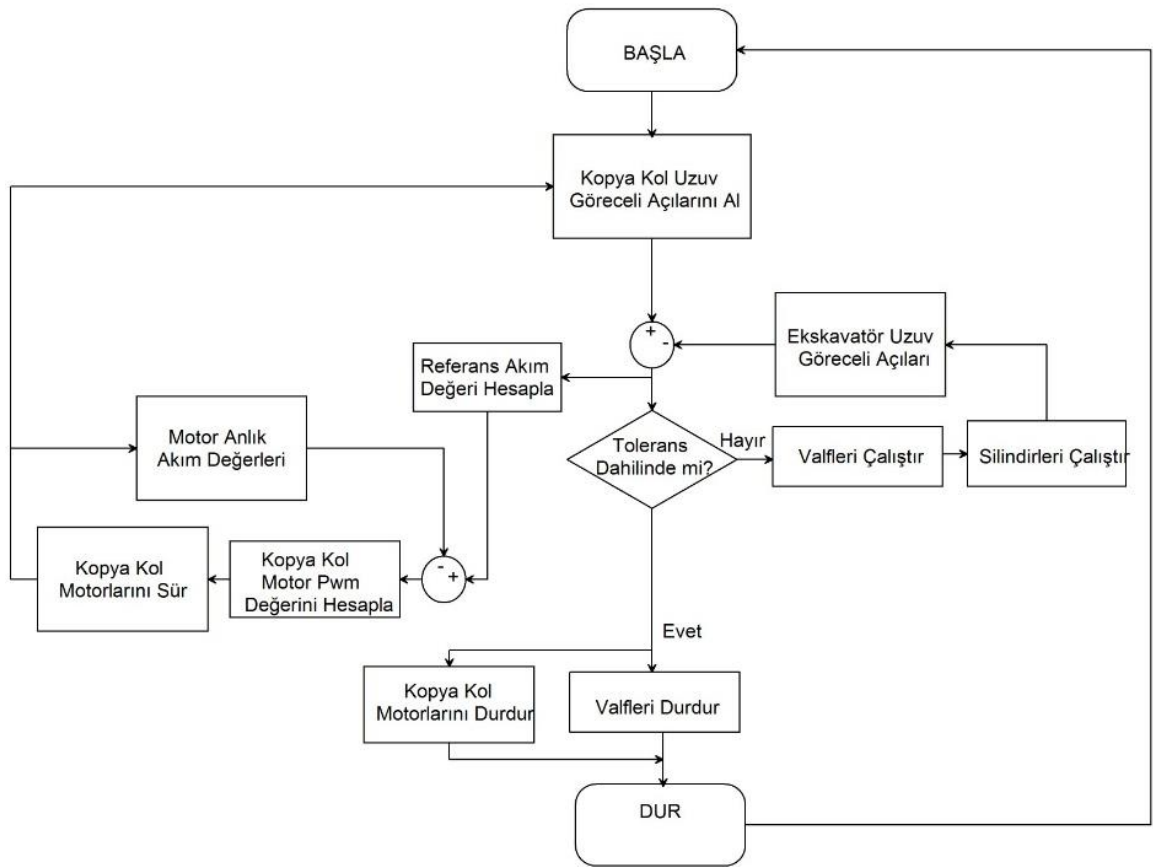 BAŞLA
Kopya Kol Uzuv
Göreceli Açılarını Al
+
-
Ekskavatör Uzuv
Göreceli Açıları
Referans Akım
Değeri Hesapla
Motor Anlık
Akım Değerleri
Tolerans
Dahilinde mi?
Hayır
Valfleri Çalıştır
Silindirleri Çalıştır
Kopya Kol
Motorlarını Sür
Kopya Kol
Motor Pwm
Değerini Hesapla
-
+
Evet
Kopya Kol
Motorlarını Durdur
Valfleri Durdur
DUR